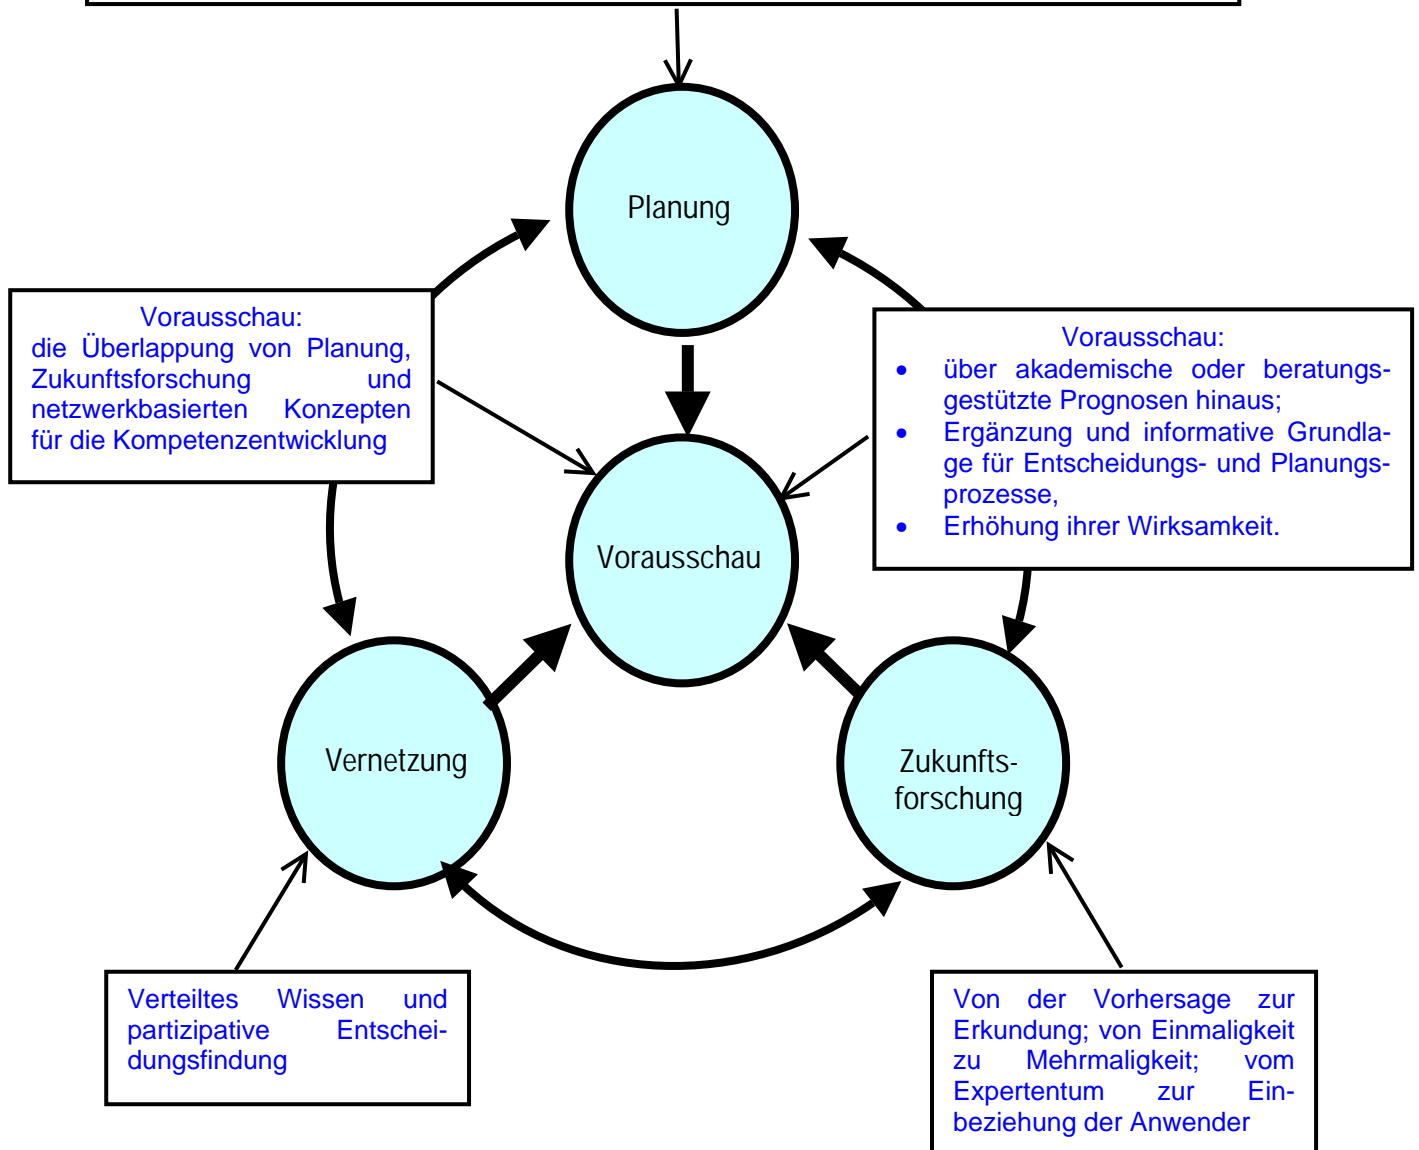 Planung
Vorausschau:
die Überlappung von Planung,
Zukunftsforschung und
netzwerkbasierten Konzepten
für die Kompetenzentwicklung
Vorausschau:
• über akademische oder beratungs-
gestützte Prognosen hinaus;
• Ergänzung und informative Grundla-
ge für Entscheidungs- und Planungs-
prozesse,
• Erhöhung ihrer Wirksamkeit.
Vorausschau
Vernetzung
Zukunfts-
forschung
Verteiltes Wissen und
partizipative Entschei-
dungsfindung
Von der Vorhersage zur
Erkundung; von Einmaligkeit
zu Mehrmaligkeit; vom
Expertentum zur Ein-
beziehung der Anwender